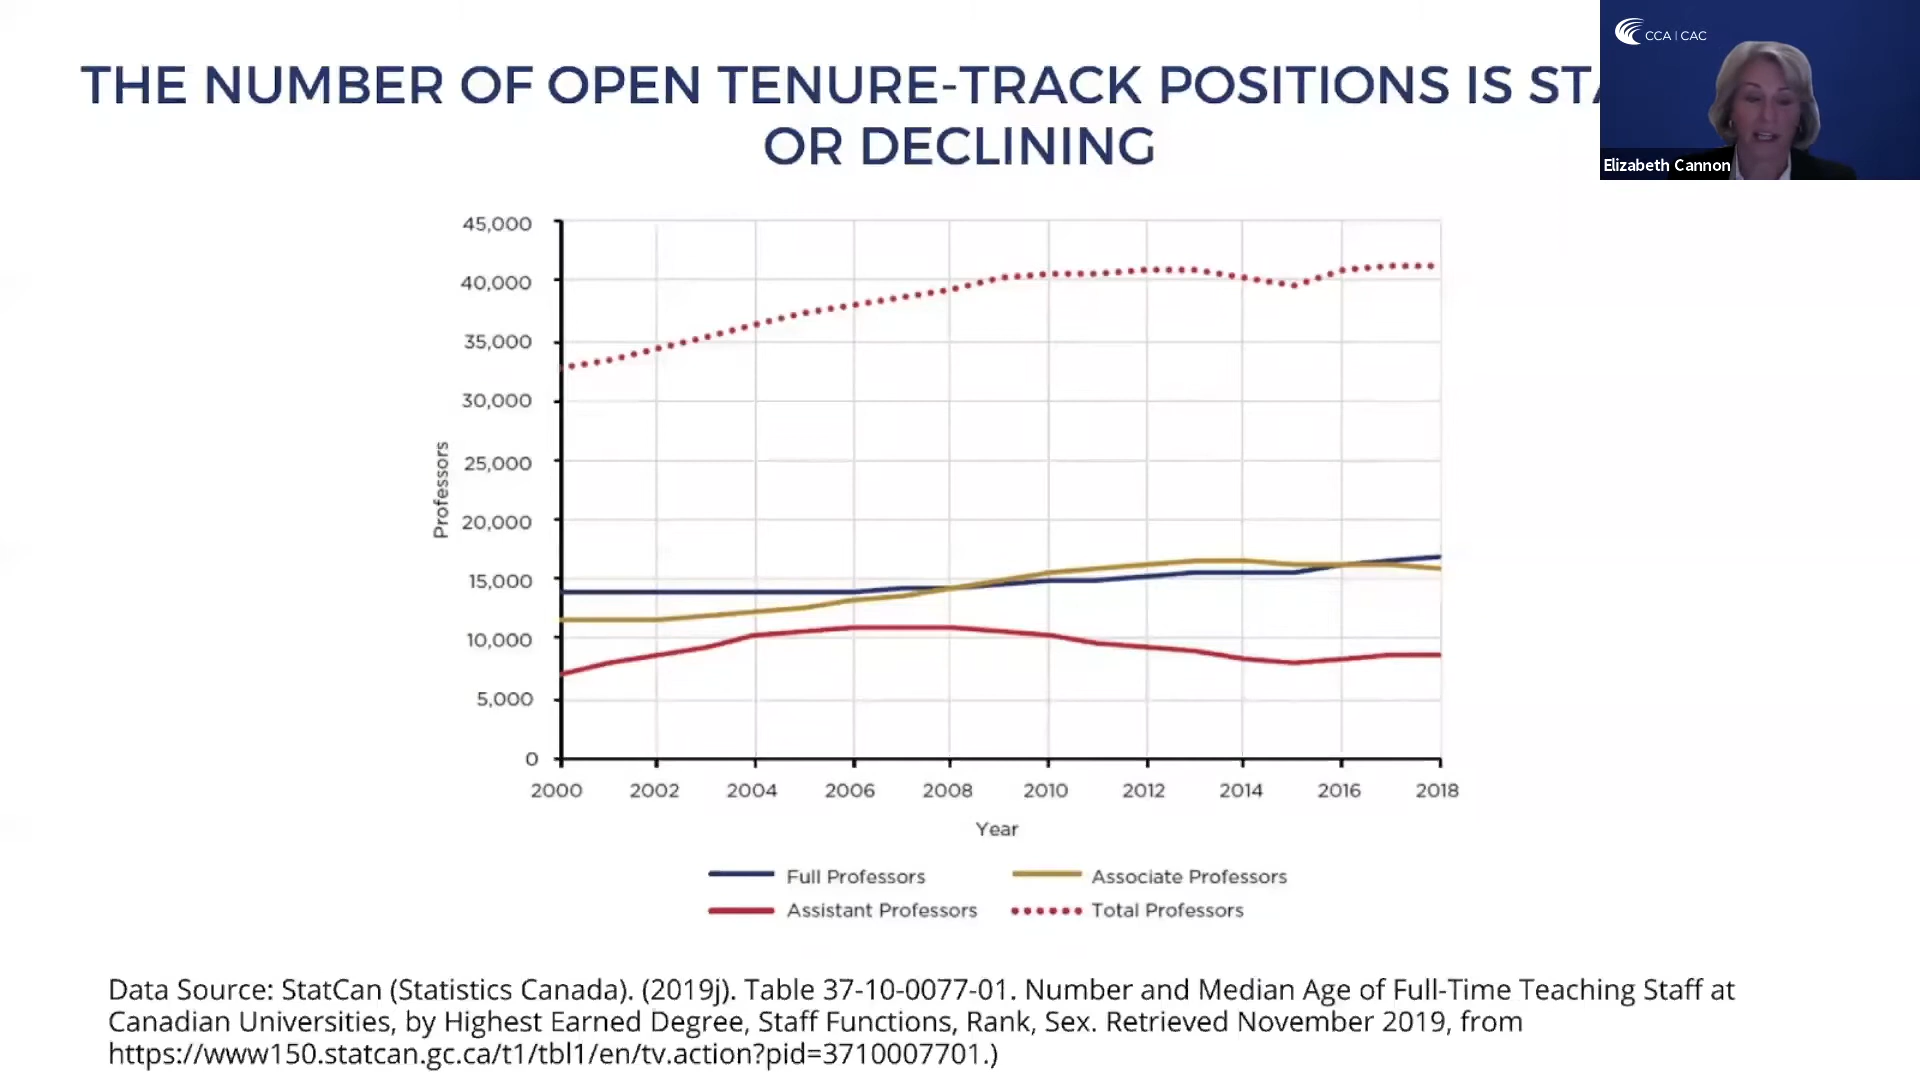 CCA | CAC
THE NUMBER OF OPEN TENURE-TRACK POSITIONS IS
OR DECLINING
Elizabeth Cannon
45,000
40,000
35,000
30,000
25,000
20,000
15,000
10,000
5,000
0
Professors
2000 2002 2004 2006 2008 2010 2012 2014 2016 2018
Year
Full Professors Associate Professors
Assistant Professors Total Professors
Data Source: StatCan (Statistics Canada). (2019j). Table 37-10-0077-01. Number and Median Age of Full-Time Teaching Staff at
Canadian Universities, by Highest Earned Degree, Staff Functions, Rank, Sex. Retrieved November 2019, from
https://www150.statcan.gc.ca/t1/tbl1/en/tv.action?pid=3710007701.)